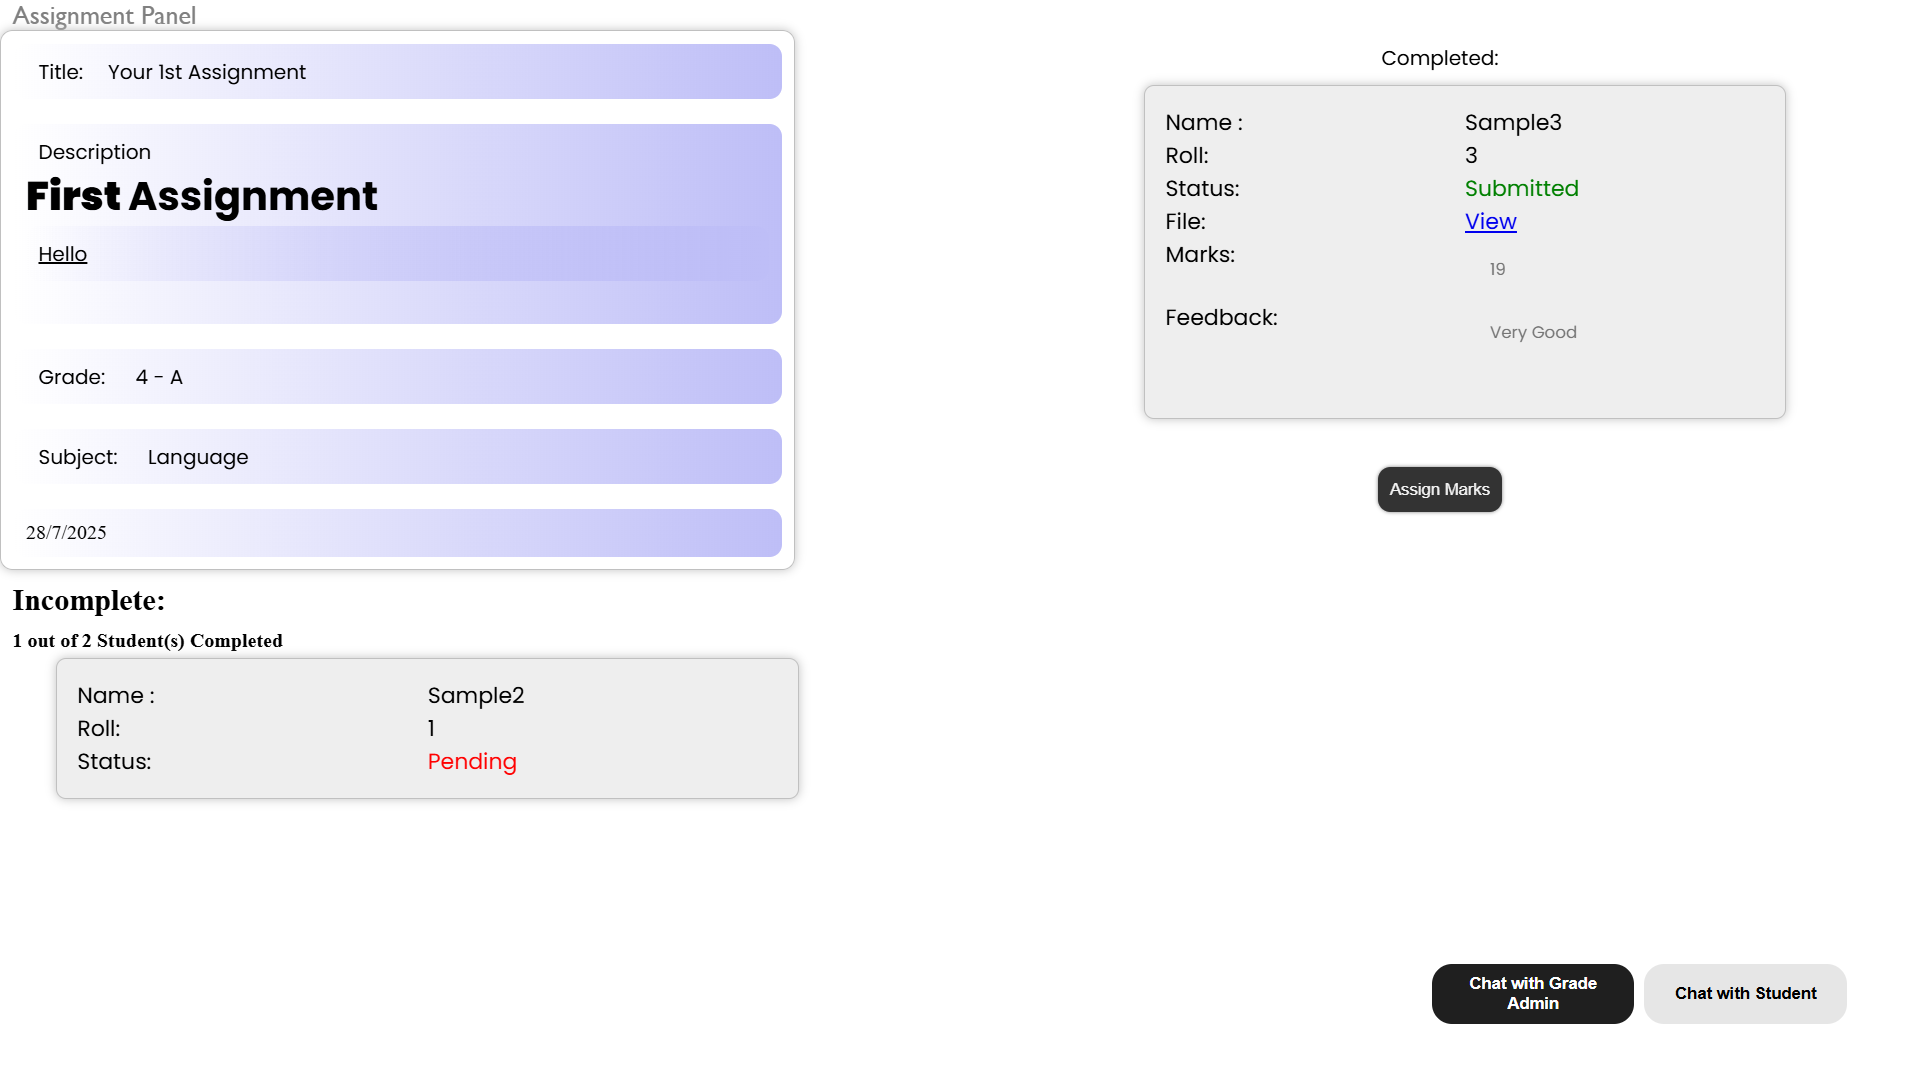 Assignment Panel
Title: Your 1st Assignment
Description
First Assignment
Hello
Grade: 4 - A
Subject: Language
28/7/2025
Incomplete:
1 out of 2 Student(s) Completed
Name : Sample2
Roll: 1
Status: Pending
Completed:
Name : Sample3
Roll: 3
Status: Submitted
File: View
Marks: 19
Feedback: Very Good
Assign Marks
Chat with Grade
Admin
Chat with Student